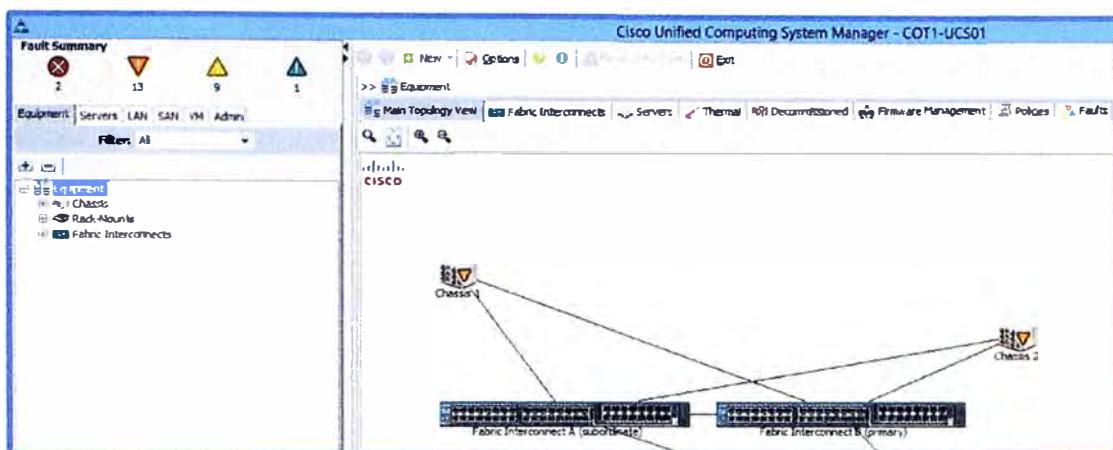 Cisco Unified Computing System Manager - COT1-UCS01
Fault Summary
2 13 9 1
Equipment Servers LAN SAN VM Admin
Filter: All
Equipment
Chassis
Rack-Mounts
Fabric Interconnects
New Options Exit
>> Equipment
Main Topology View Fabric Interconnects Servers Thermal Decommissioned Firmware Management Policies Faults
CISCO
Chassis 1
Chassis 2
Fabric Interconnect A (subordinate)
Fabric Interconnect B (primary)